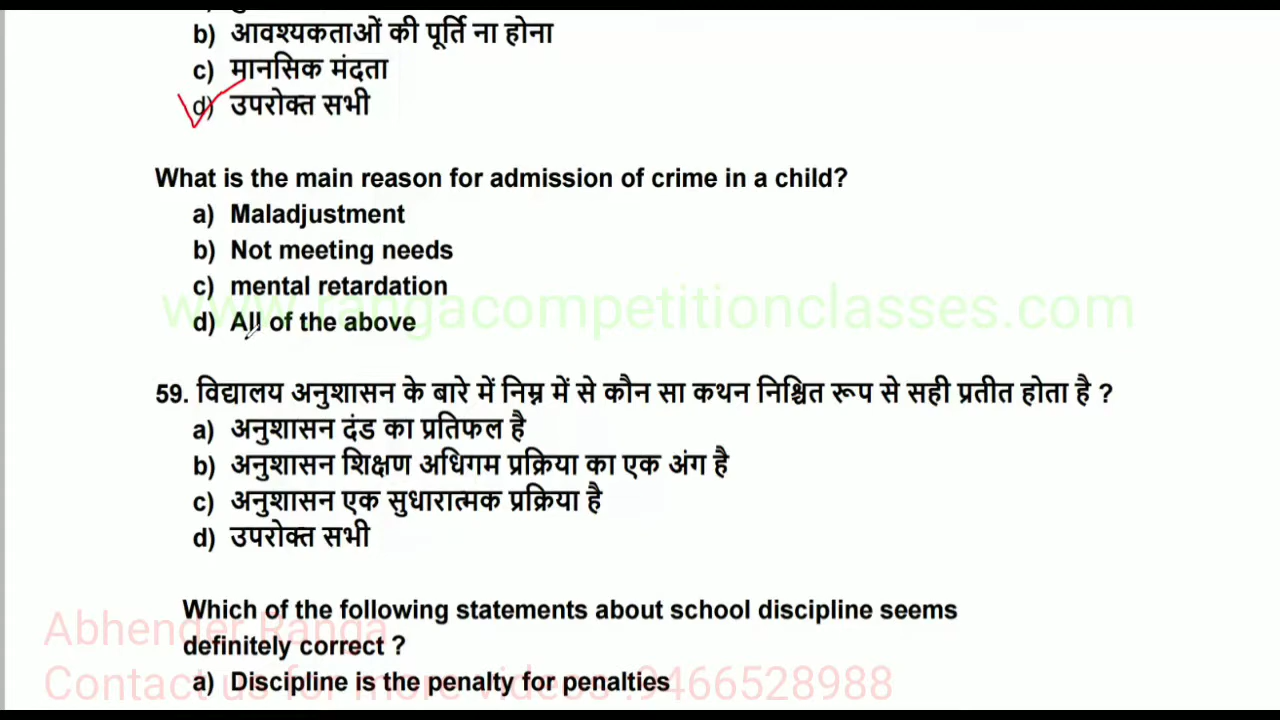 b) आवश्यकताओं की पूर्ति ना होना
c) मानसिक मंदता
d) उपरोक्त सभी
What is the main reason for admission of crime in a child?
a) Maladjustment
b) Not meeting needs
c) mental retardation
www.rangacompetitionclasses.com
d) All of the above
59. विद्यालय अनुशासन के बारे में निम्न में से कौन सा कथन निश्चित रूप से सही प्रतीत होता है ?
a) अनुशासन दंड का प्रतिफल है
b) अनुशासन शिक्षण अधिगम प्रक्रिया का एक अंग है
c) अनुशासन एक सुधारात्मक प्रक्रिया है
d) उपरोक्त सभी
Which of the following statements about school discipline seems
Abhender Ranga
definitely correct ?
Contact us for more videos :9466528988
a) Discipline is the penalty for penalties